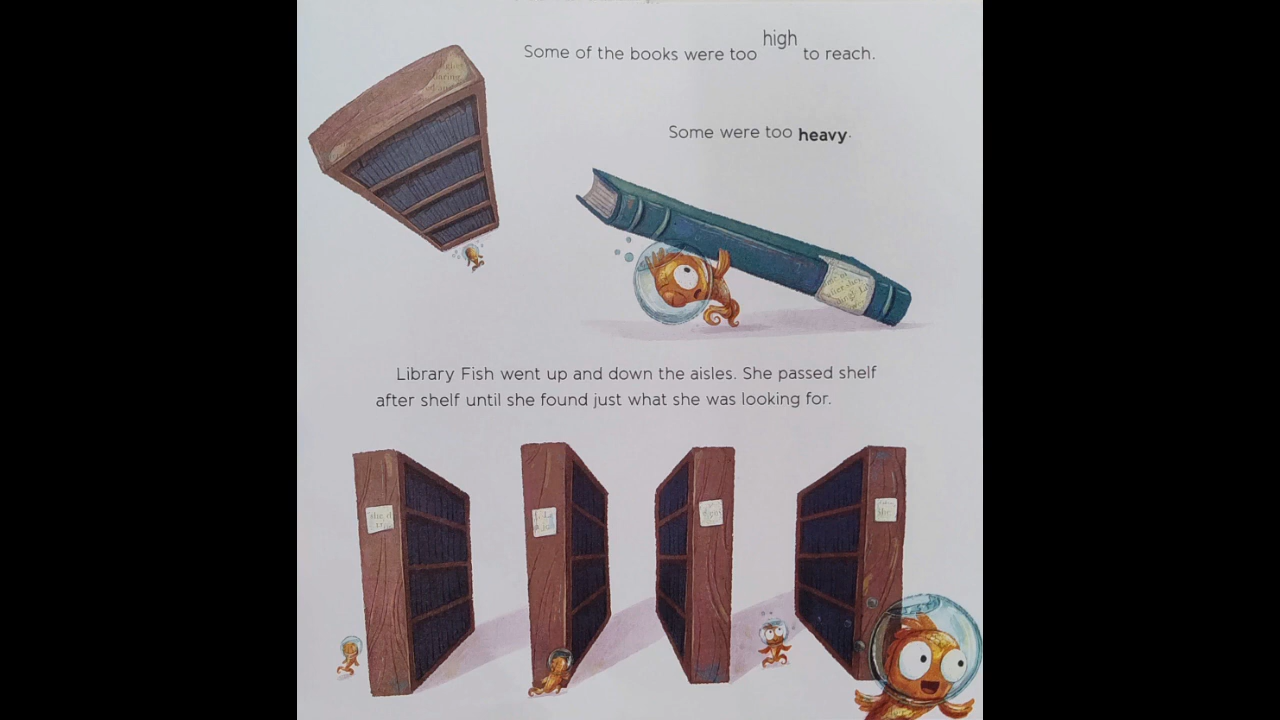 Some of the books were too high to reach.
Some were too heavy.
Library Fish went up and down the aisles. She passed shelf
after shelf until she found just what she was looking for.